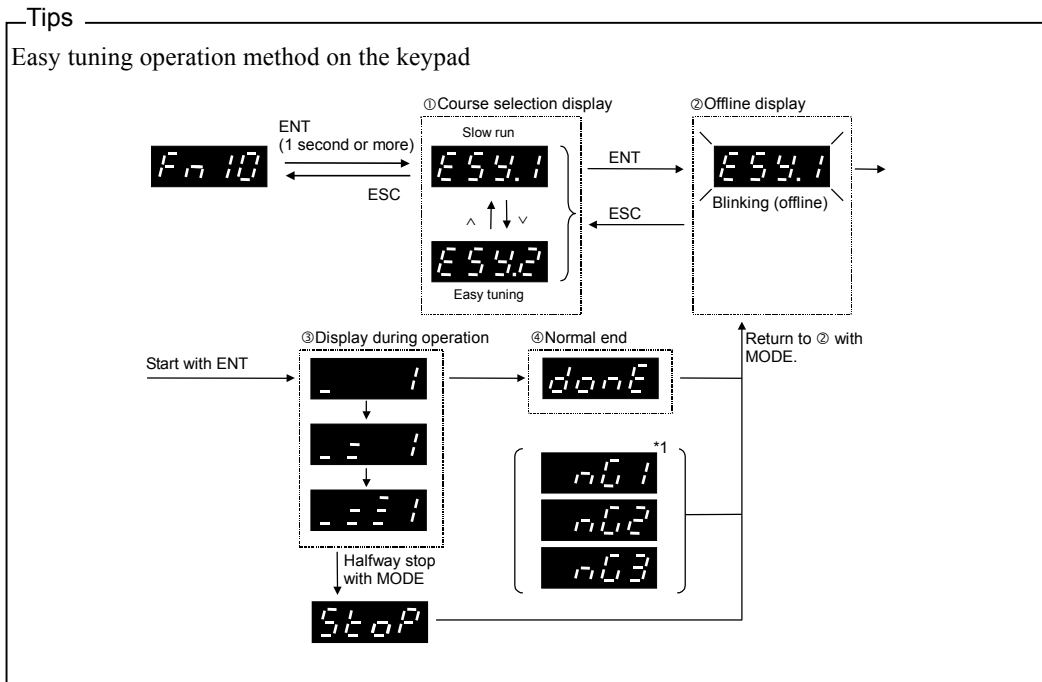 Tips
Easy tuning operation method on the keypad
①Course selection display
②Offline display
ENT
(1 second or more)
Slow run
Fn 10
ESY.1
ENT
ESY.1
ESC
Blinking (offline)
∧
∨
ESC
ESY.2
Easy tuning
③Display during operation
④Normal end
Return to ② with
MODE.
Start with ENT
_ 1
donE
_ = 1
*1
nG 1
nG2
nG3
Halfway stop
with MODE
StoP